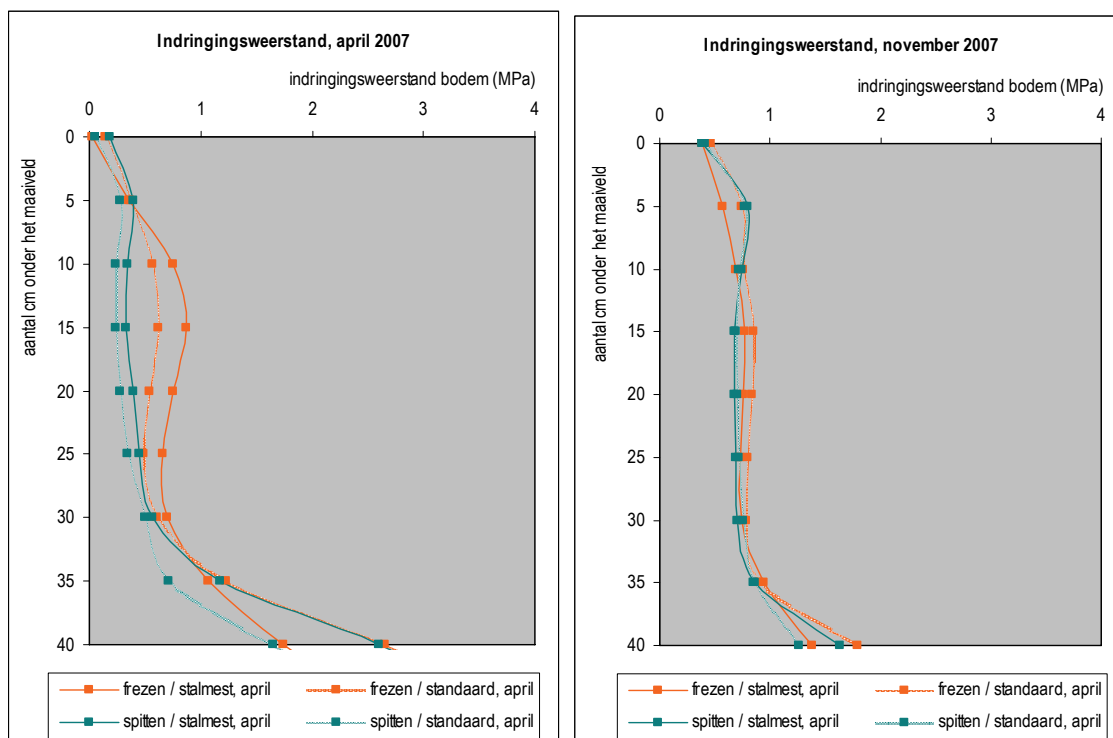 Indringingsweerstand, april 2007
indringingsweerstand bodem (MPa)
0 1 2 3 4
aantal cm onder het maaiveld
0
5
10
15
20
25
30
35
40
frezen / stalmest, april frezen / standaard, april
spitten / stalmest, april spitten / standaard, april
Indringingsweerstand, november 2007
indringingsweerstand bodem (MPa)
0 1 2 3 4
aantal cm onder het maaiveld
0
5
10
15
20
25
30
35
40
frezen / stalmest, april frezen / standaard, april
spitten / stalmest, april spitten / standaard, april